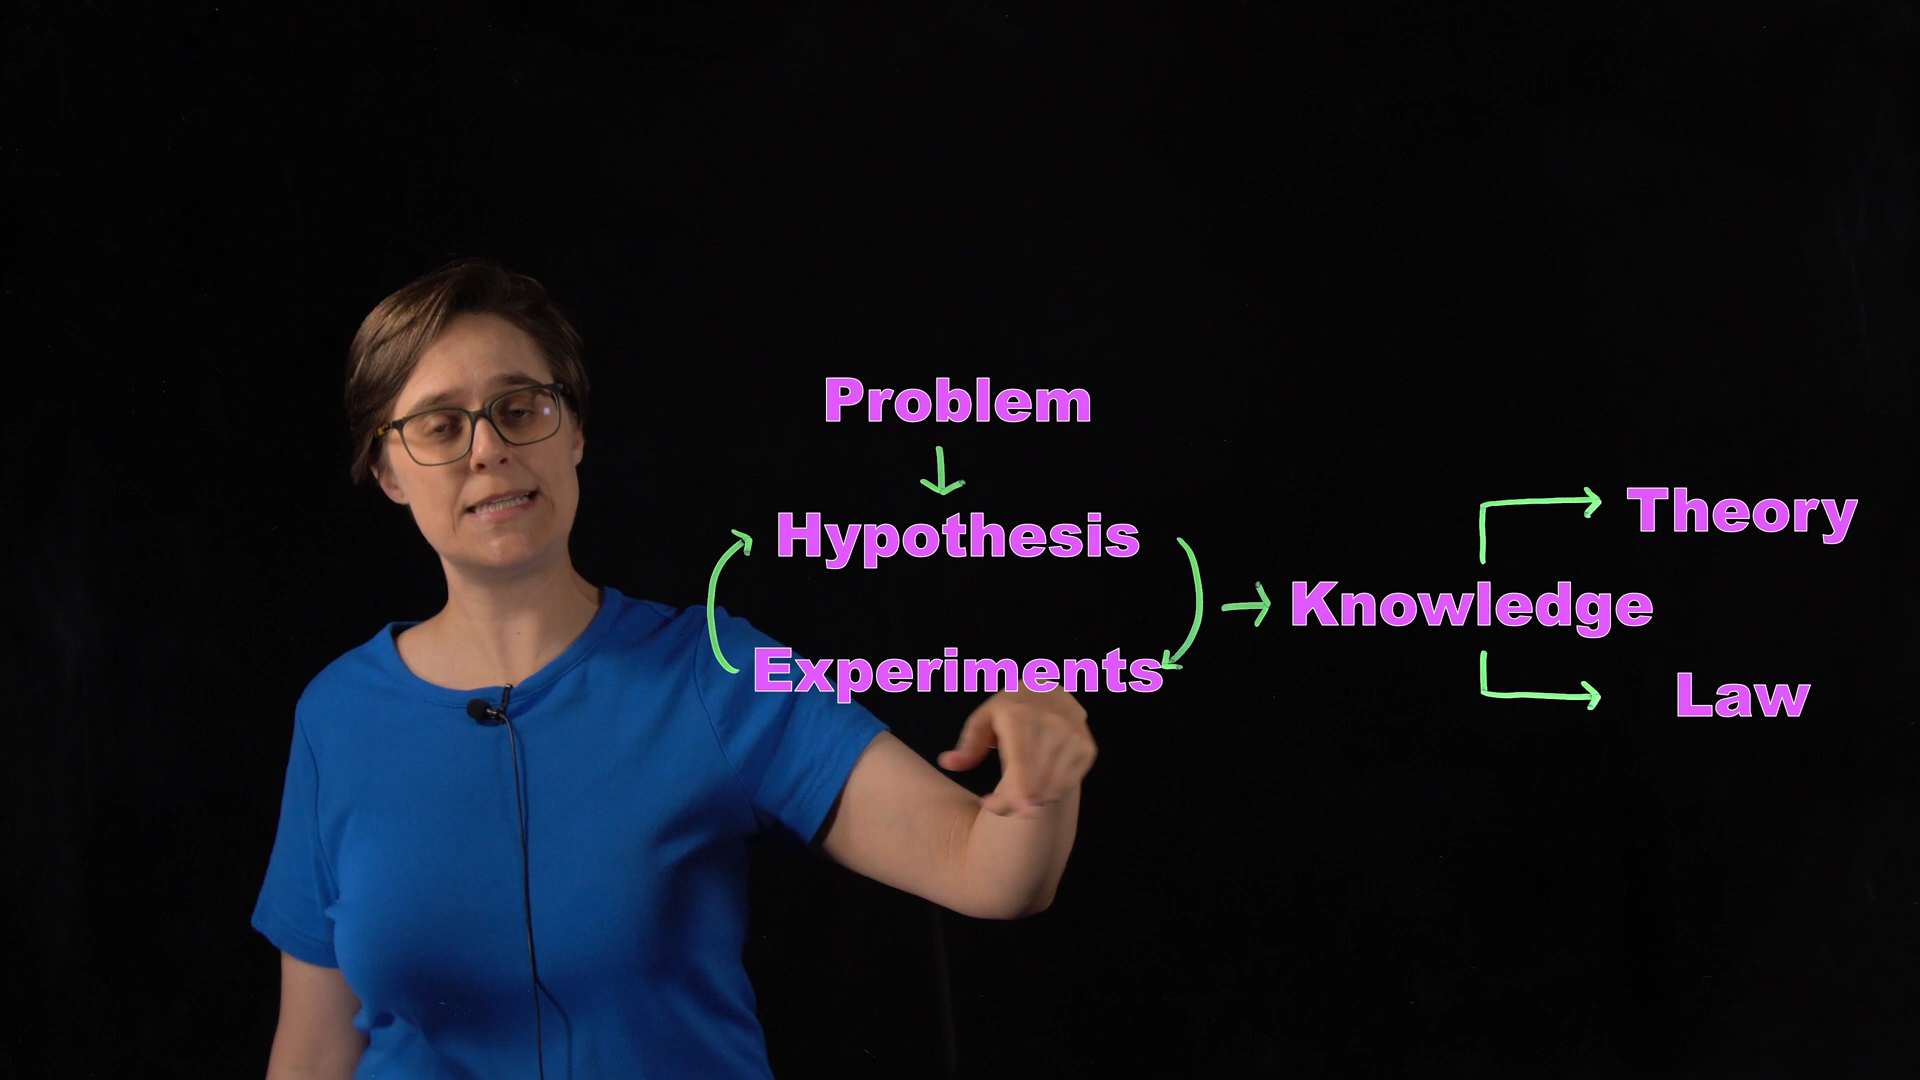 Problem
Hypothesis
Experiments
Knowledge
Theory
Law